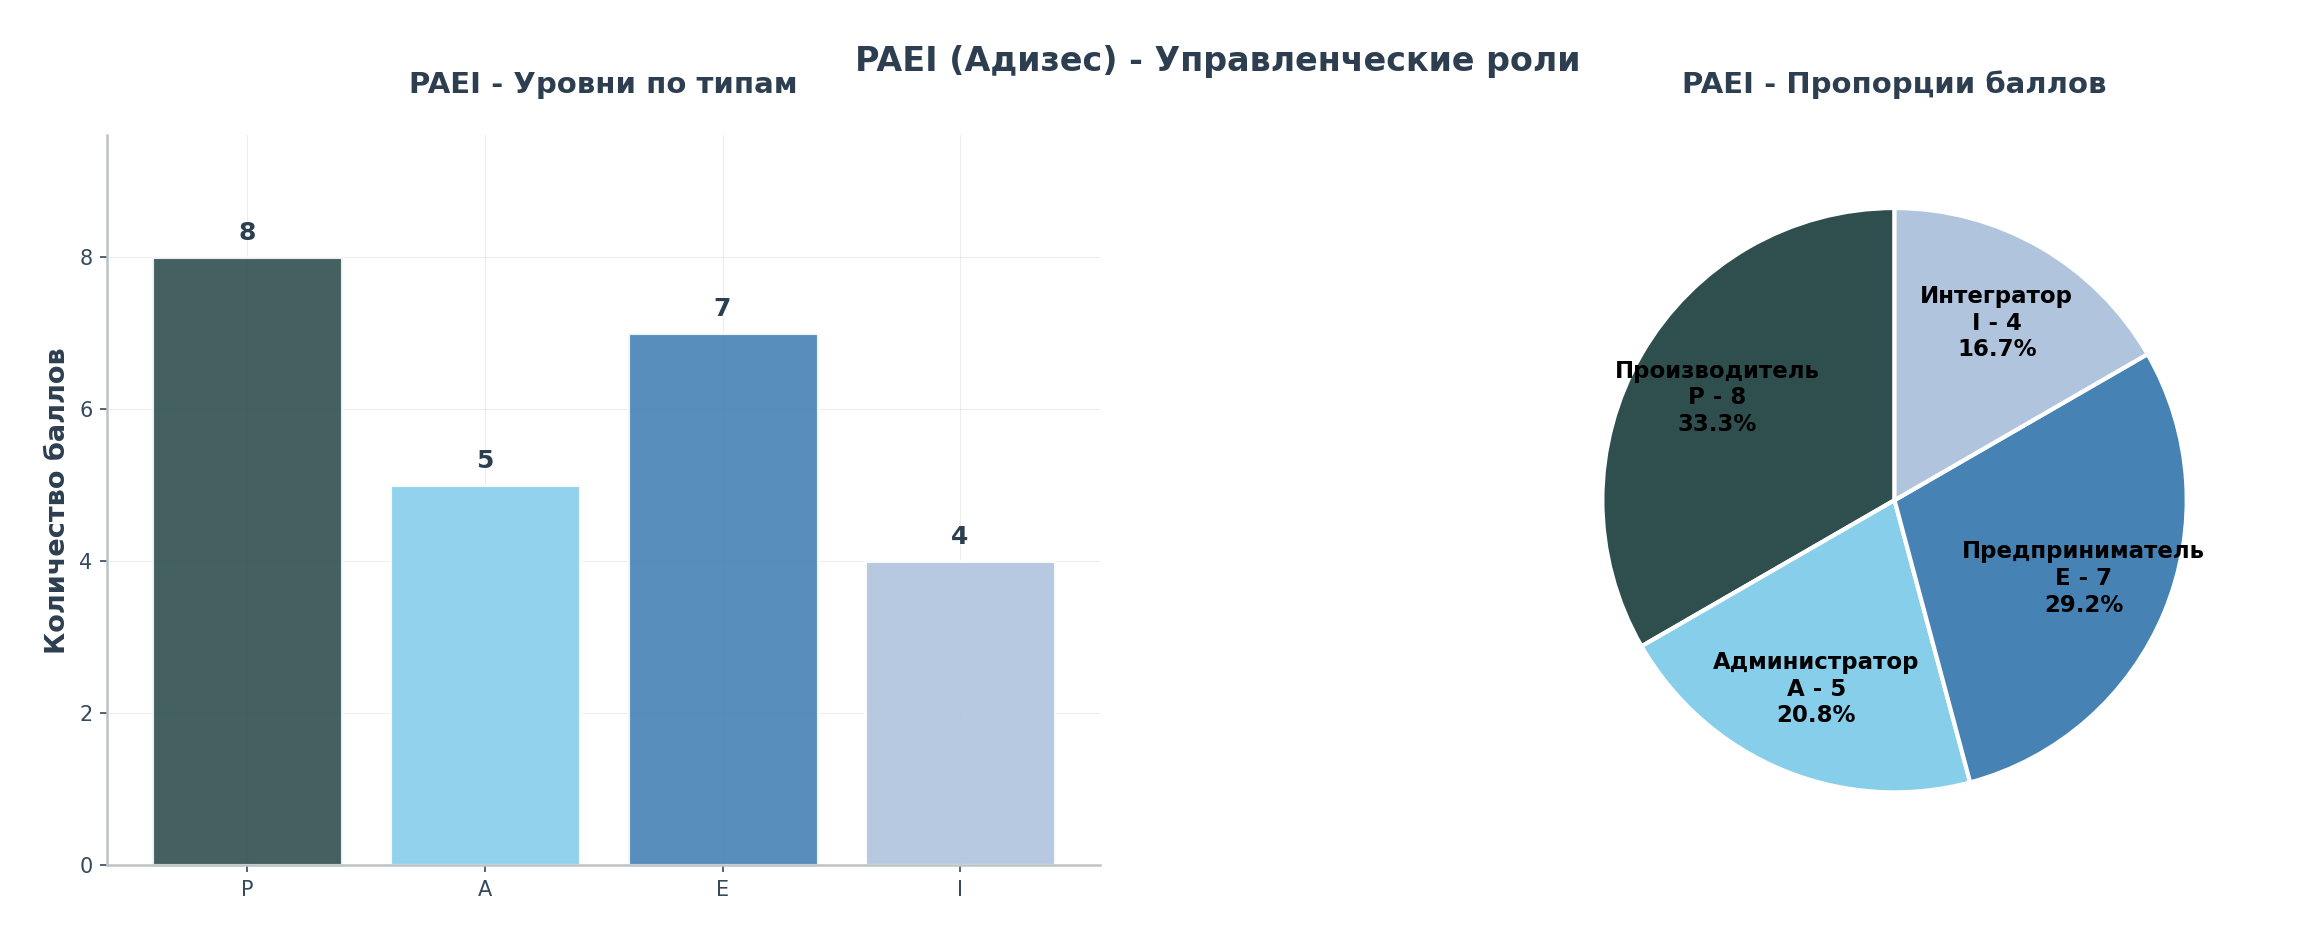 PAEI (Адизес) - Управленческие роли
PAEI - Уровни по типам
Количество баллов
8
6
4
2
0
8
5
7
4
P
A
E
I
PAEI - Пропорции баллов
Интегратор
I - 4
16.7%
Производитель
P - 8
33.3%
Предприниматель
E - 7
29.2%
Администратор
A - 5
20.8%